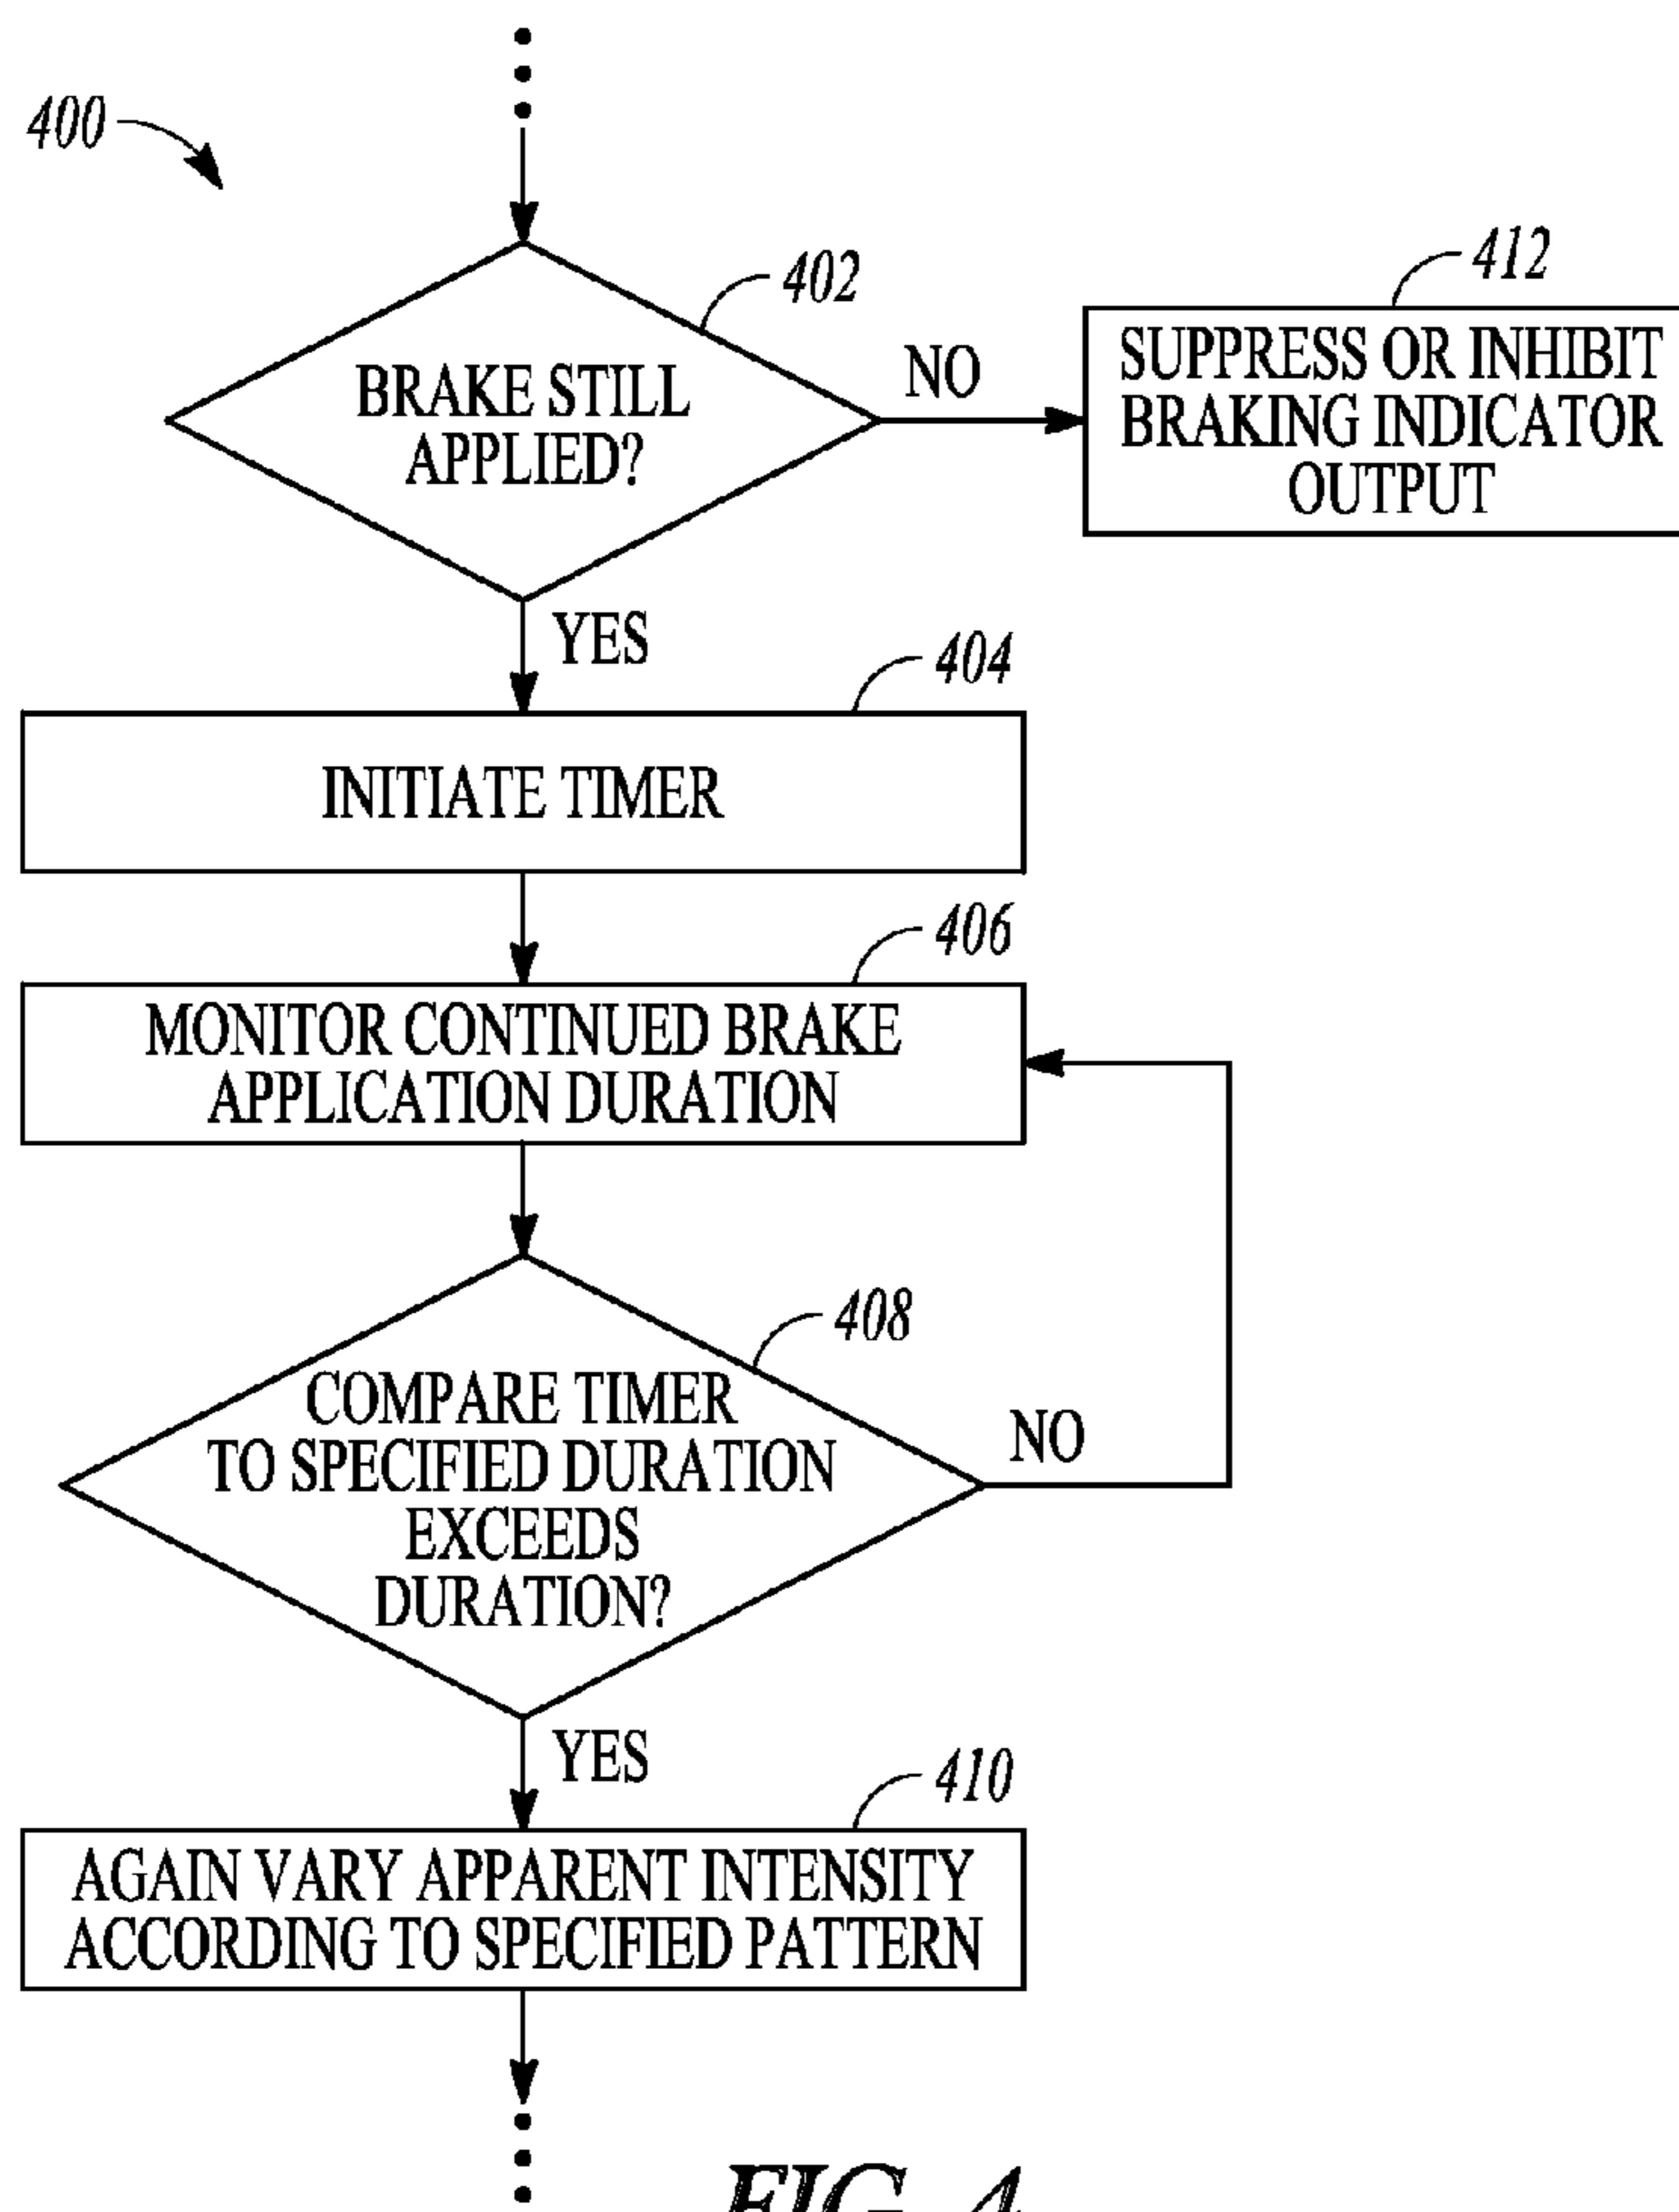 400
402
BRAKE STILL
APPLIED?
NO
412
SUPPRESS OR INHIBIT
BRAKING INDICATOR
OUTPUT
YES
404
INITIATE TIMER
406
MONITOR CONTINUED BRAKE
APPLICATION DURATION
408
COMPARE TIMER
TO SPECIFIED DURATION
EXCEEDS
DURATION?
NO
YES
410
AGAIN VARY APPARENT INTENSITY
ACCORDING TO SPECIFIED PATTERN
FIG. 4